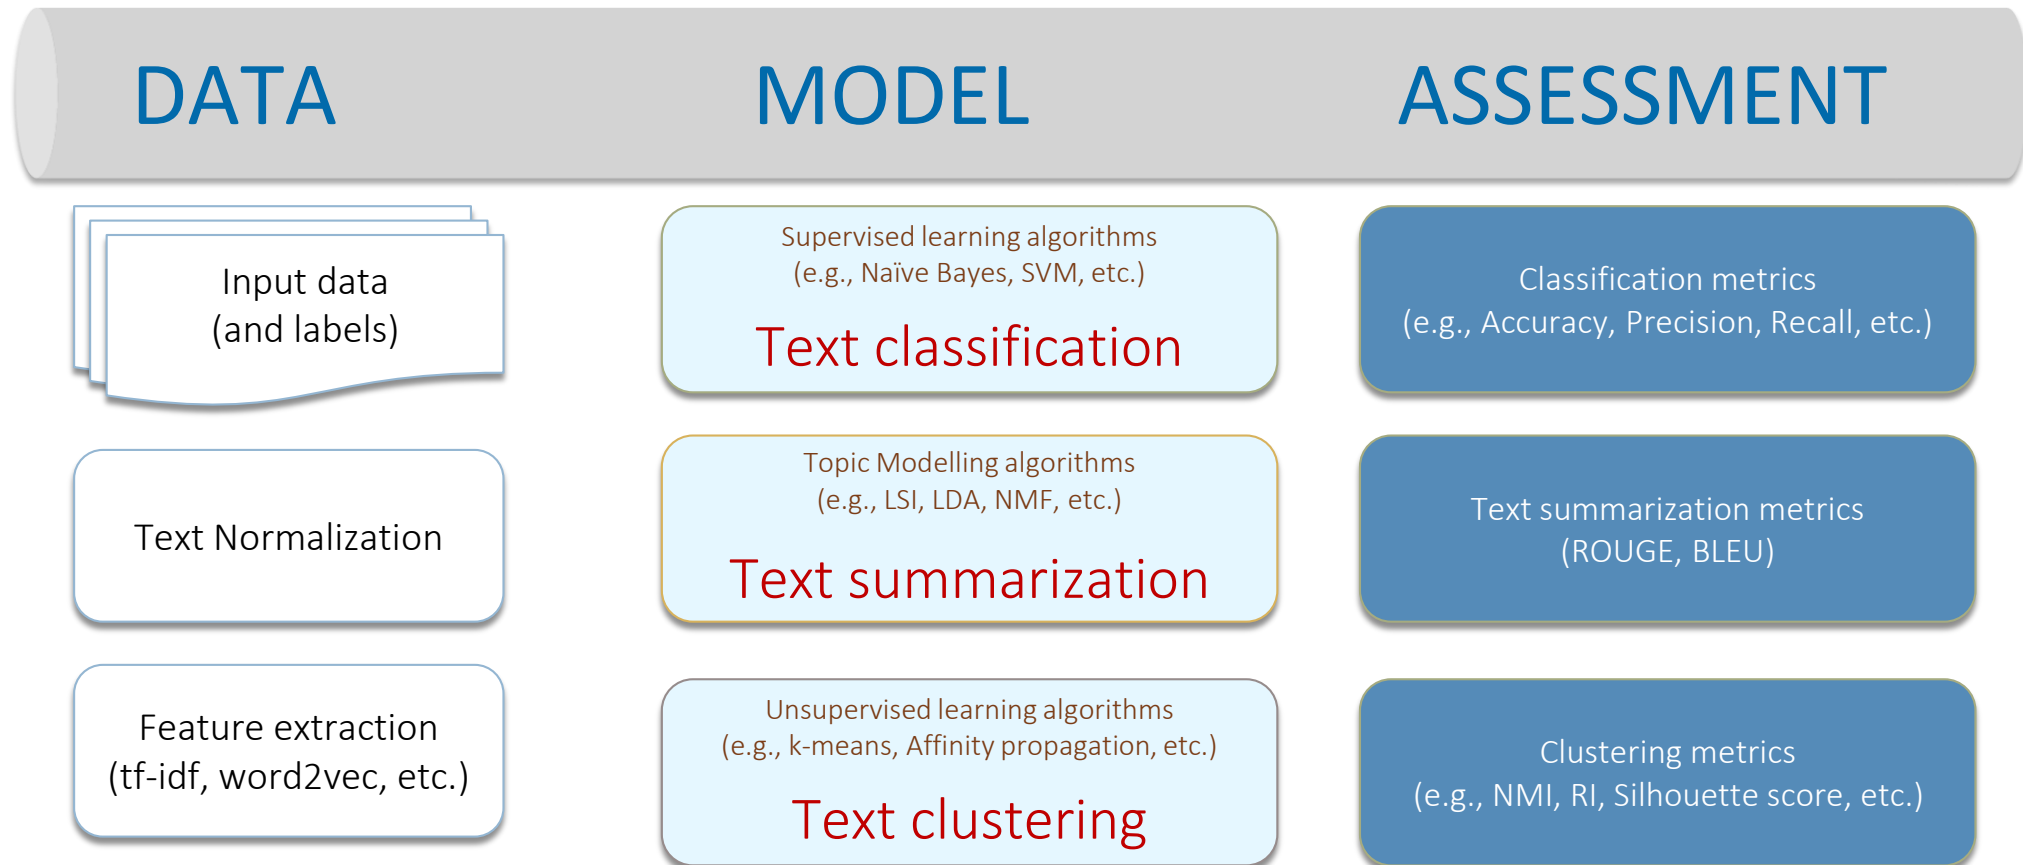 DATA
MODEL
ASSESSMENT
Input data
(and labels)
Text Normalization
Feature extraction
(tf-idf, word2vec, etc.)
Supervised learning algorithms
(e.g., Naïve Bayes, SVM, etc.)
Text classification
Topic Modelling algorithms
(e.g., LSI, LDA, NMF, etc.)
Text summarization
Unsupervised learning algorithms
(e.g., k-means, Affinity propagation, etc.)
Text clustering
Classification metrics
(e.g., Accuracy, Precision, Recall, etc.)
Text summarization metrics
(ROUGE, BLEU)
Clustering metrics
(e.g., NMI, RI, Silhouette score, etc.)